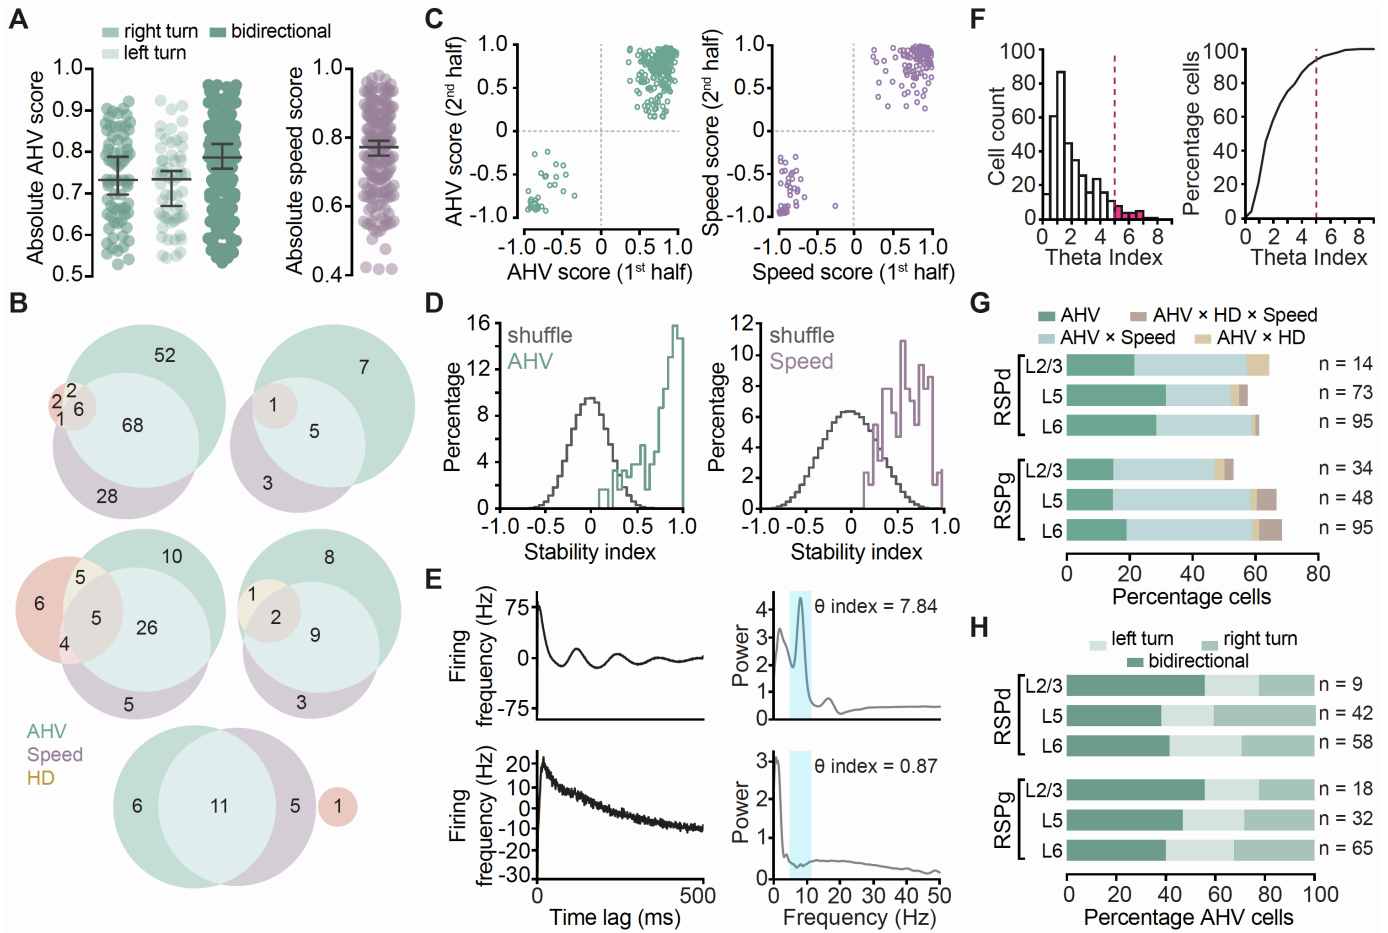 A
right turn
bidirectional
left turn
Absolute AHV score
1.0
0.9
0.8
0.7
0.6
0.5
Absolute speed score
1.0
0.8
0.6
0.4
B
52
2
2
6
1
68
28
7
1
5
3
10
5
6
5
26
4
5
8
1
2
9
3
AHV
Speed
HD
6
11
5
1
C
AHV score (2nd half)
1.0
0.5
0
-0.5
-1.0
-1.0
0
1.0
AHV score (1st half)
Speed score (2nd half)
1.0
0.5
0
-0.5
-1.0
-1.0
0
1.0
Speed score (1st half)
D
Percentage
16
12
8
4
0
shuffle
AHV
-1.0
-0.5
0
0.5
1.0
Stability index
Percentage
12
10
8
6
4
2
0
shuffle
Speed
-1.0
-0.5
0
0.5
1.0
Stability index
E
Firing
frequency (Hz)
75
0
-75
Power
4
3
2
1
0
θ index = 7.84
Firing
frequency (Hz)
20
10
0
-10
-20
-30
0
500
Time lag (ms)
Power
3
2
1
0
θ index = 0.87
0
10
20
30
40
50
Frequency (Hz)
F
Cell count
100
80
60
40
20
0
0
2
4
6
8
Theta Index
Percentage cells
100
80
60
40
20
0
0
2
4
6
8
Theta Index
G
AHV
AHV × HD × Speed
AHV × Speed
AHV × HD
RSPd
L2/3
n = 14
L5
n = 73
L6
n = 95
RSPg
L2/3
n = 34
L5
n = 48
L6
n = 95
0
20
40
60
80
Percentage cells
H
left turn
right turn
bidirectional
RSPd
L2/3
n = 9
L5
n = 42
L6
n = 58
RSPg
L2/3
n = 18
L5
n = 32
L6
n = 65
0
20
40
60
80
100
Percentage AHV cells